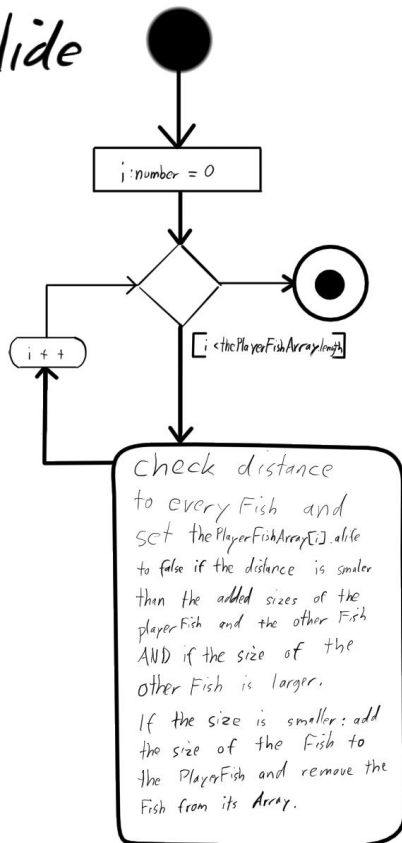 i:number = 0
[i <thePlayerFishArray.length]
i + +
check distance
to every Fish and
set thePlayerFishArray[i].alife
to false if the distance is smaler
than the added sizes of the
playerFish and the other Fish
AND if the size of the
other Fish is larger.
If the size is smaller: add
the size of the Fish to
the PlayerFish and remove the
Fish from its Array.